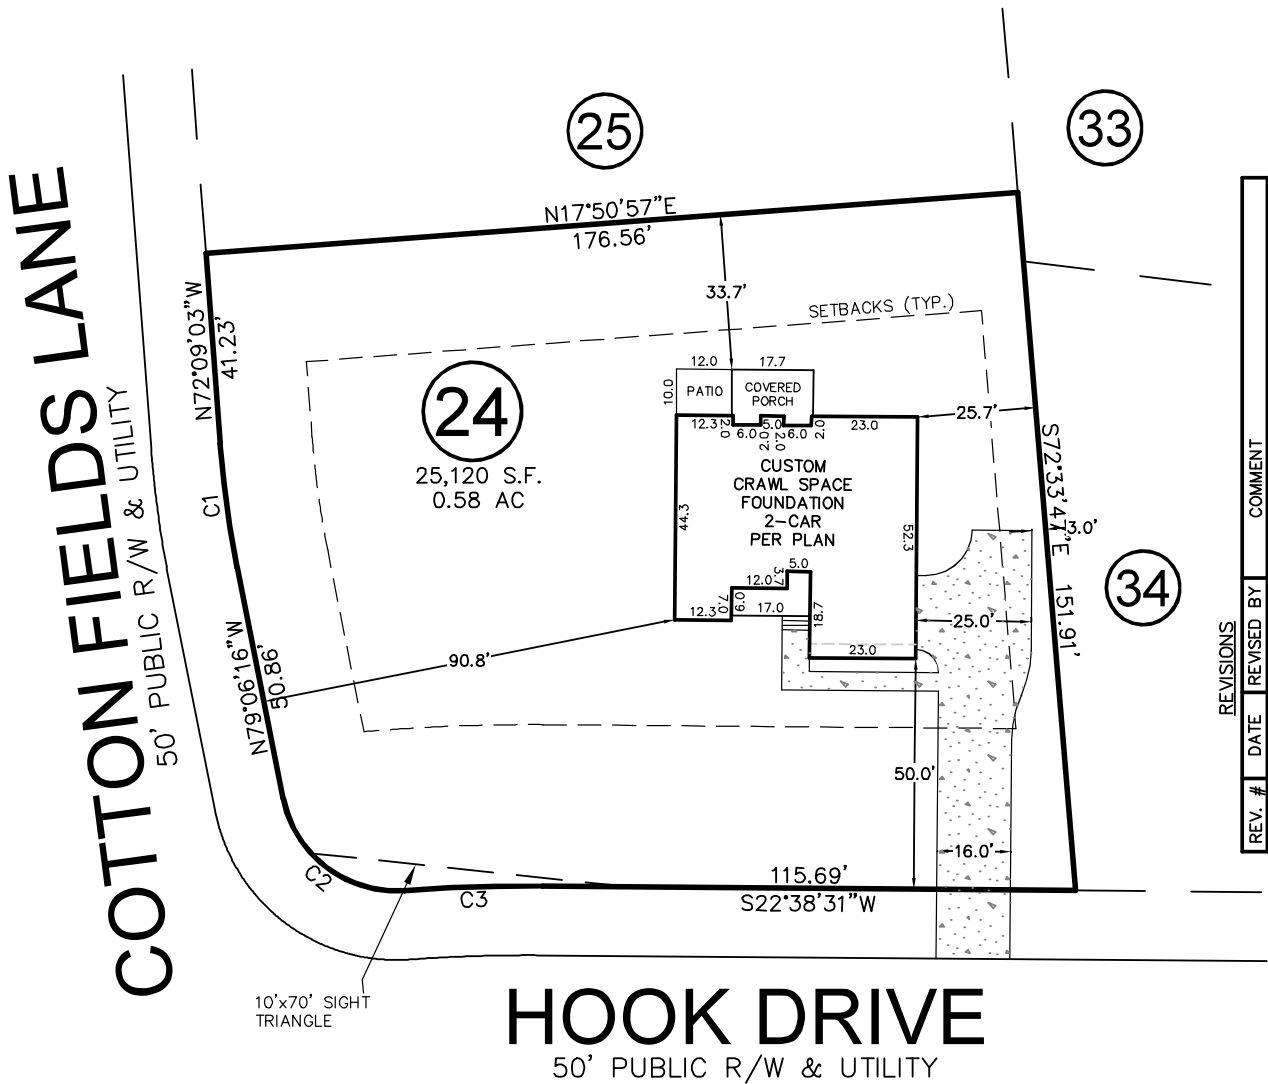 25
33
N17°50'57"E
176.56'
N72°09'03"W
41.23'
33.7'
SETBACKS (TYP.)
12.0
17.7
10.0
PATIO
COVERED
PORCH
24
25,120 S.F.
0.58 AC
12.3
2.0
6.0
5.0
2.0
2.0
6.0
2.0
23.0
25.7'
CUSTOM
CRAWL SPACE
FOUNDATION
2-CAR
PER PLAN
44.3
52.3
S72°33'47"E 151.91'
3.0'
34
C1
5.0
3.7
12.0
6.0
7.0
12.3
17.0
18.7
23.0
25.0'
90.8'
N79°06'16"W
50.86'
50.0'
16.0'
C2
C3
115.69'
S22°38'31"W
10'x70' SIGHT
TRIANGLE
COTTON FIELDS LANE
50' PUBLIC R/W & UTILITY
HOOK DRIVE
50' PUBLIC R/W & UTILITY
REVISIONS
REV. # DATE REVISED BY COMMENT